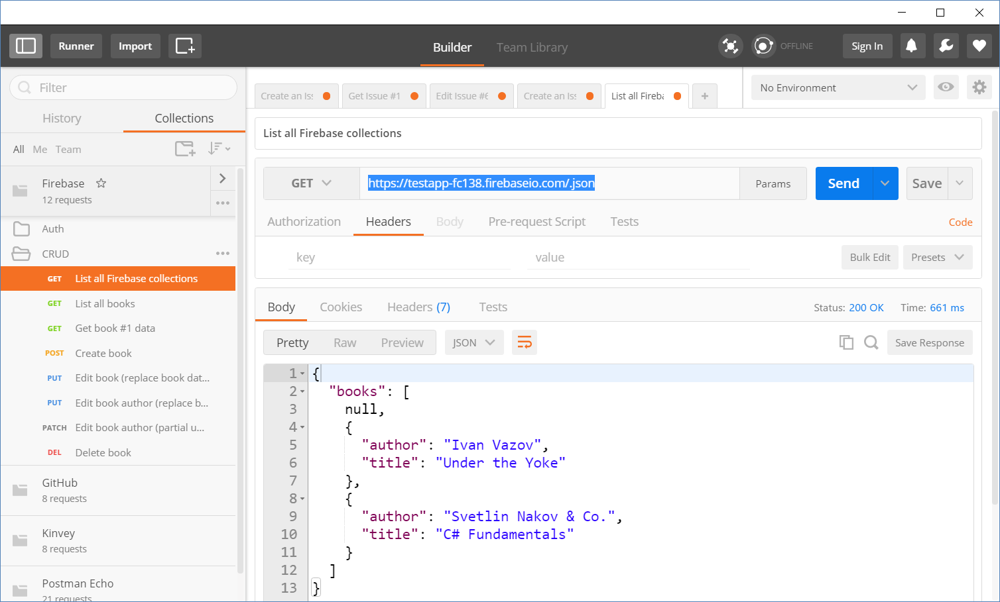 Runner
Import
Builder
Team Library
OFFLINE
Sign In
Filter
History
Collections
All Me Team
Firebase
12 requests
Auth
CRUD
GET List all Firebase collections
GET List all books
GET Get book #1 data
POST Create book
PUT Edit book (replace book dat...
PUT Edit book author (replace b...
PATCH Edit book author (partial u...
DEL Delete book
GitHub
8 requests
Kinvey
8 requests
Postman Echo
21 requests
Create an Iss
Get Issue #1
Edit Issue #6
Create an Iss
List all Fireba
+
No Environment
List all Firebase collections
GET
https://testapp-fc138.firebaseio.com/.json
Params
Send
Save
Authorization
Headers
Body
Pre-request Script
Tests
Code
key
value
Bulk Edit
Presets
Body
Cookies
Headers (7)
Tests
Status: 200 OK
Time: 661 ms
Pretty
Raw
Preview
JSON
Save Response
1 {
2 "books": [
3 null,
4 {
5 "author": "Ivan Vazov",
6 "title": "Under the Yoke"
7 },
8 {
9 "author": "Svetlin Nakov & Co.",
10 "title": "C# Fundamentals"
11 }
12 ]
13 }